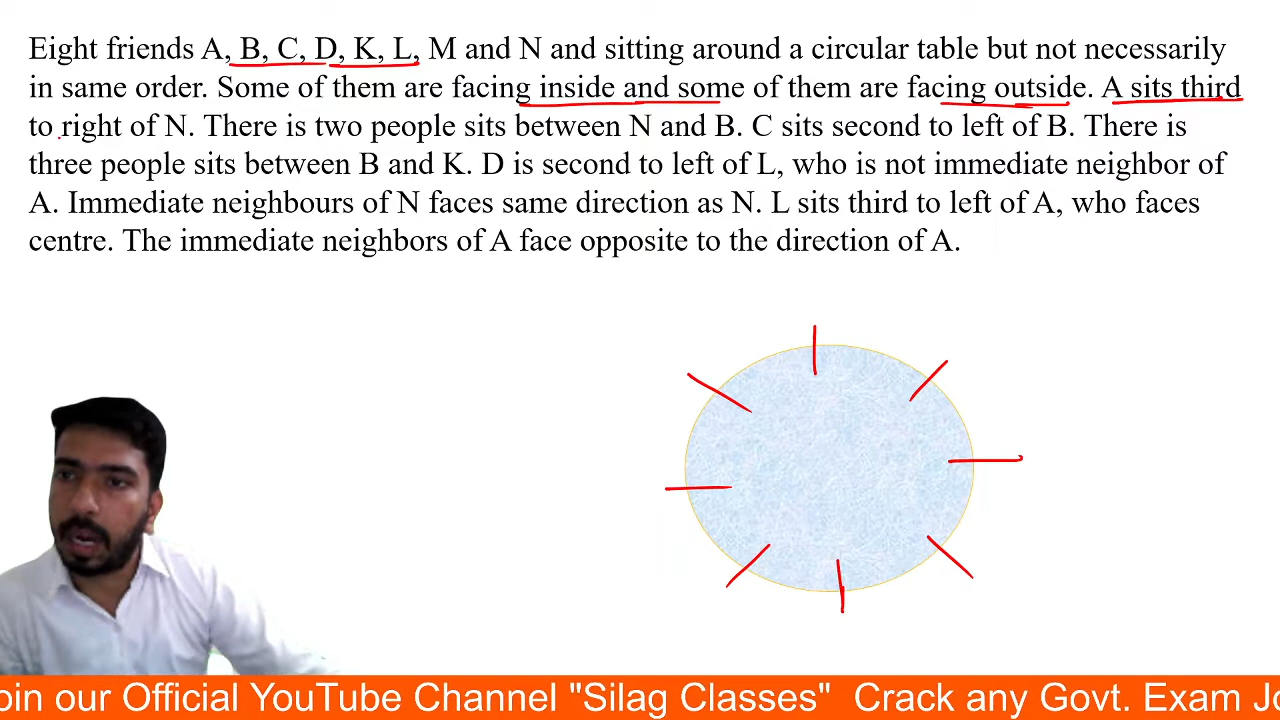 Eight friends A, B, C, D, K, L, M and N and sitting around a circular table but not necessarily
in same order. Some of them are facing inside and some of them are facing outside. A sits third
to right of N. There is two people sits between N and B. C sits second to left of B. There is
three people sits between B and K. D is second to left of L, who is not immediate neighbor of
A. Immediate neighbours of N faces same direction as N. L sits third to left of A, who faces
centre. The immediate neighbors of A face opposite to the direction of A.
oin our Official YouTube Channel "Silag Classes" Crack any Govt. Exam Jo